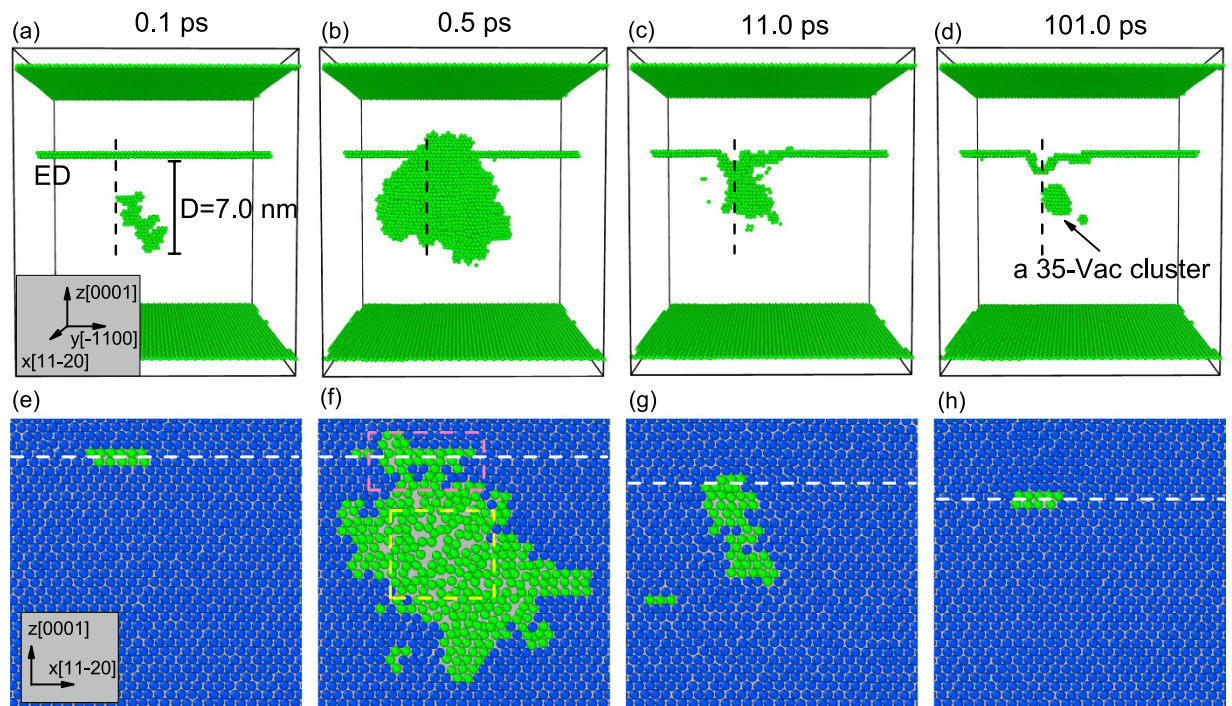 (a) 0.1 ps
(b) 0.5 ps
(c) 11.0 ps
(d) 101.0 ps
ED
D=7.0 nm
a 35-Vac cluster
z[0001]
y[-1100]
x[11-20]
(e)
(f)
(g)
(h)
z[0001]
x[11-20]